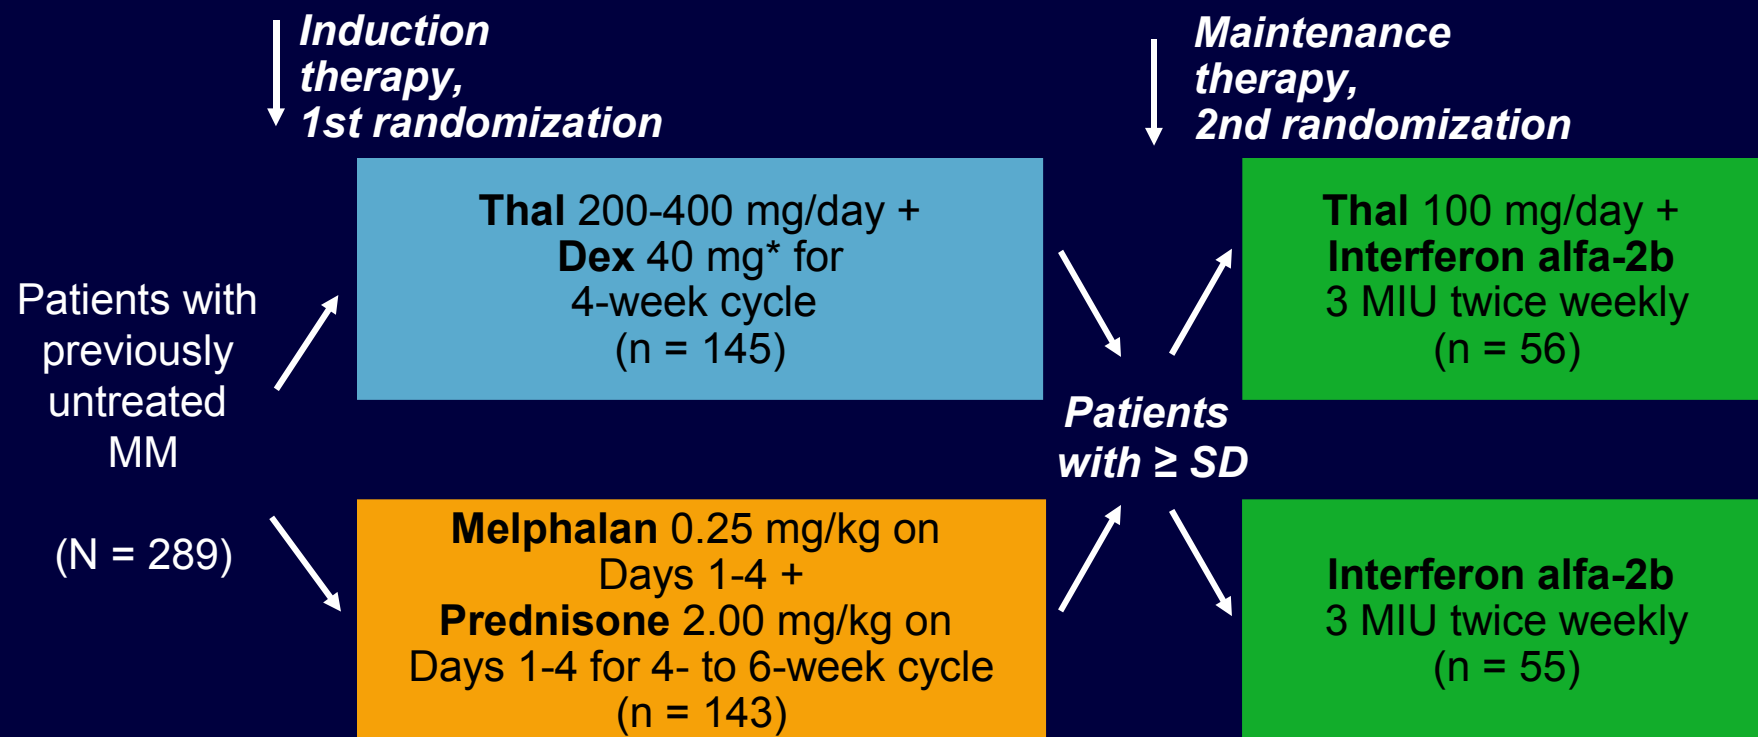 Induction
therapy,
1st randomization
Maintenance
therapy,
2nd randomization
Patients with
previously
untreated
MM
(N = 289)
Thal 200-400 mg/day +
Dex 40 mg* for
4-week cycle
(n = 145)
Melphalan 0.25 mg/kg on
Days 1-4 +
Prednisone 2.00 mg/kg on
Days 1-4 for 4- to 6-week cycle
(n = 143)
Patients
with ≥ SD
Thal 100 mg/day +
Interferon alfa-2b
3 MIU twice weekly
(n = 56)
Interferon alfa-2b
3 MIU twice weekly
(n = 55)